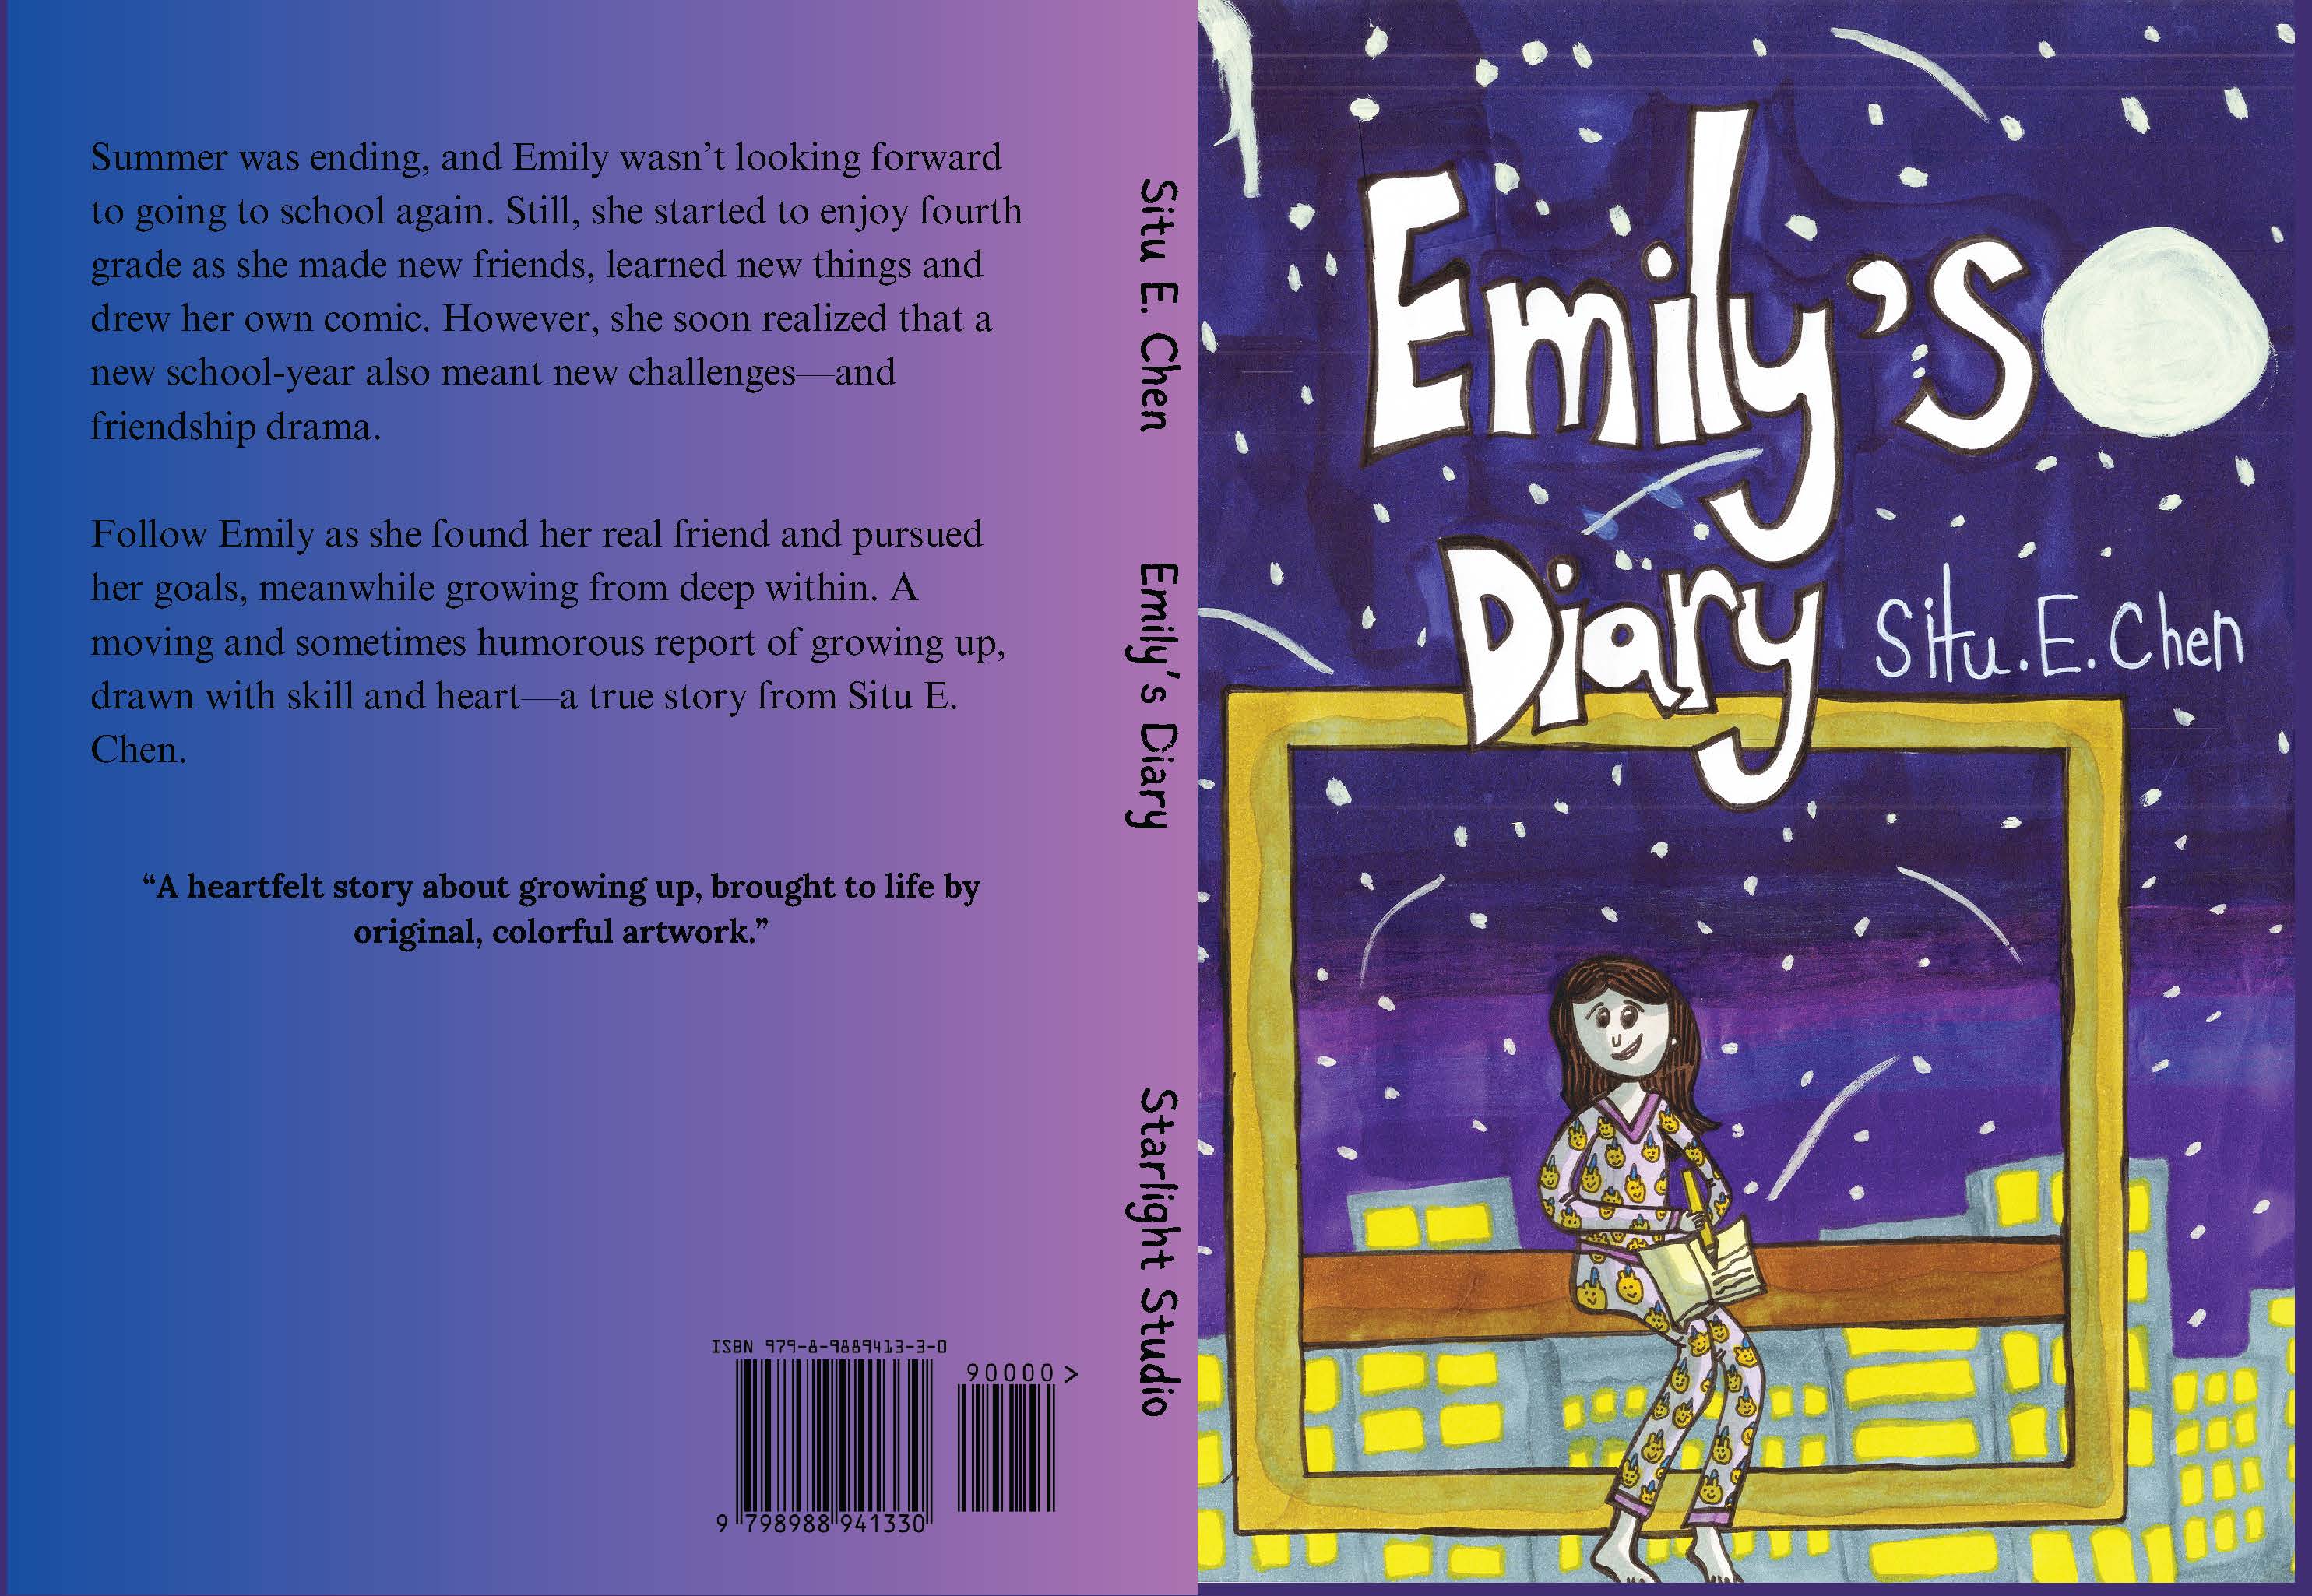 Summer was ending, and Emily wasn’t looking forward
to going to school again. Still, she started to enjoy fourth
grade as she made new friends, learned new things and
drew her own comic. However, she soon realized that a
new school-year also meant new challenges—and
friendship drama.
Follow Emily as she found her real friend and pursued
her goals, meanwhile growing from deep within. A
moving and sometimes humorous report of growing up,
drawn with skill and heart—a true story from Situ E.
Chen.
“A heartfelt story about growing up, brought to life by
original, colorful artwork.”
ISBN 979-8-9889413-3-0
90000>
9 798988 941330
Situ E. Chen Emily’s Diary Starlight Studio
Emily’s
Diary
Situ.E.Chen